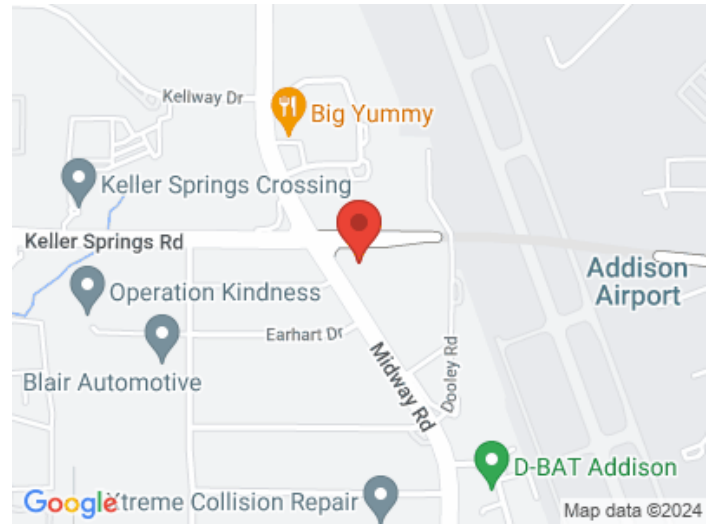 Kellway Dr
Big Yummy
Keller Springs Crossing
Keller Springs Rd
Addison
Airport
Operation Kindness
Earhart Dr
Blair Automotive
Midway Rd
Dooley Rd
D-BAT Addison
Google
Xtreme Collision Repair
Map data ©2024